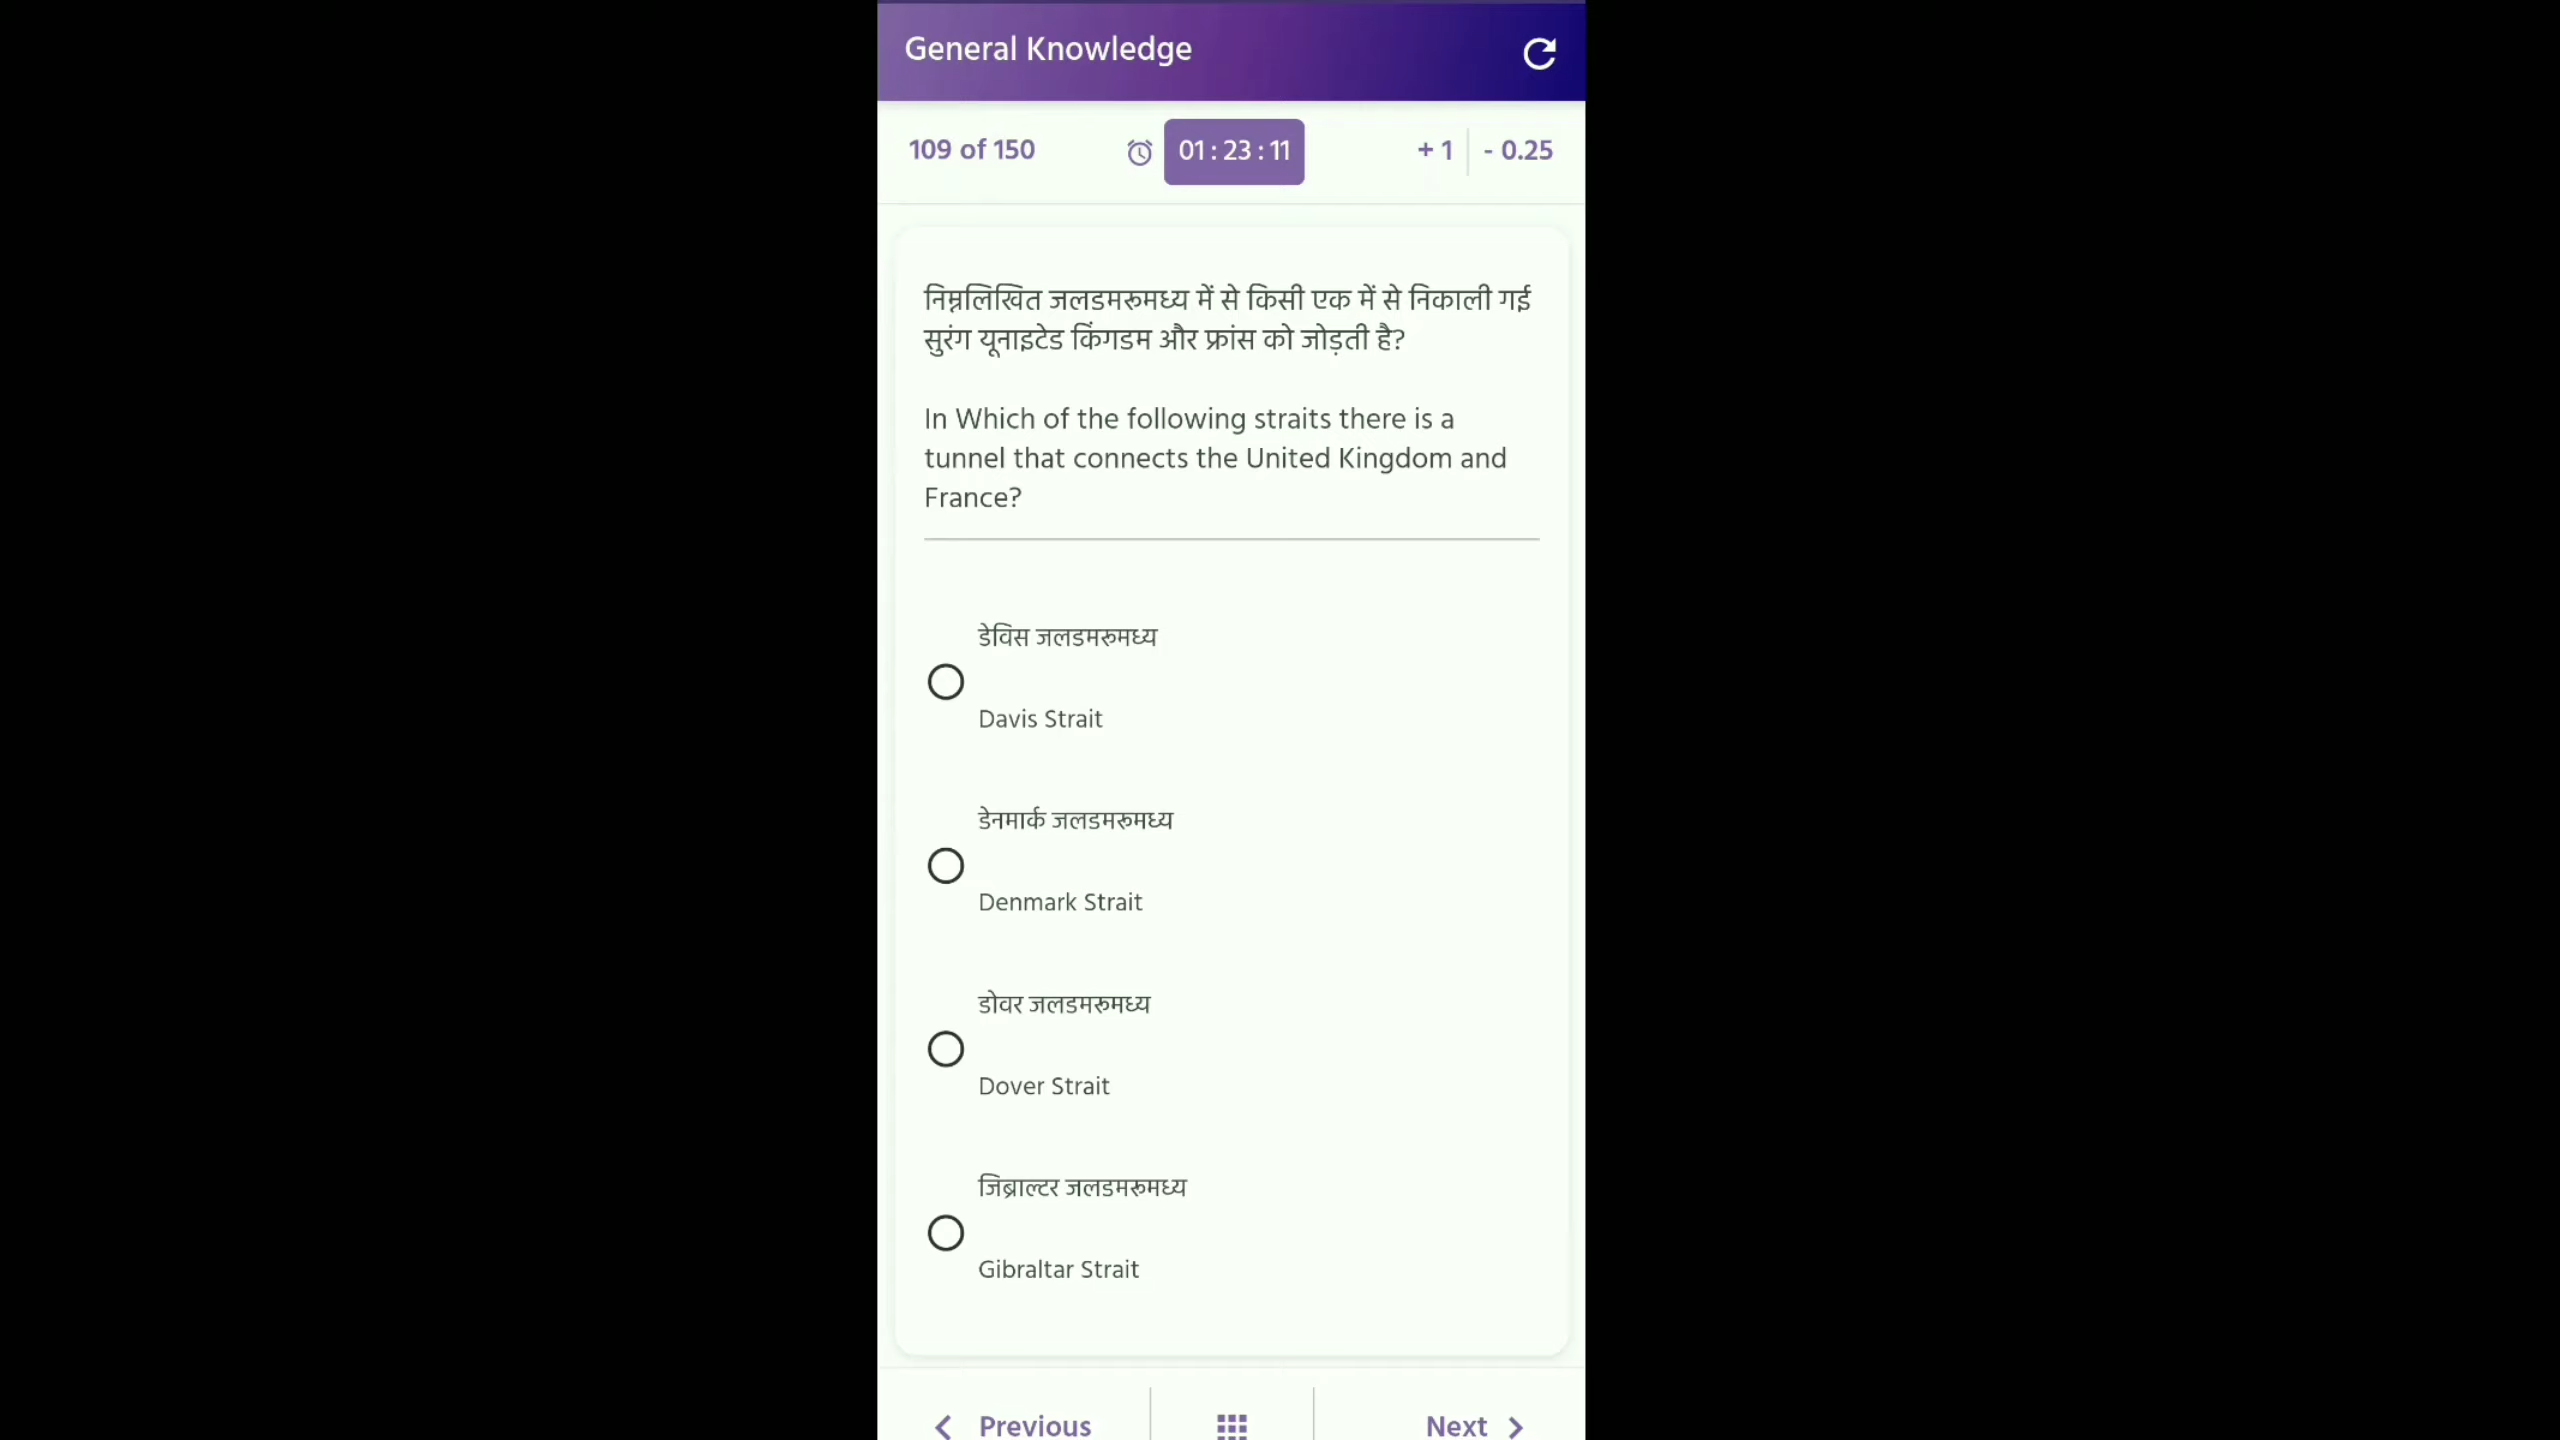 General Knowledge
109 of 150
01 : 23 : 11
+ 1
- 0.25
निम्नलिखित जलडमरूमध्य में से किसी एक में से निकाली गई
सुरंग यूनाइटेड किंगडम और फ्रांस को जोड़ती है?
In Which of the following straits there is a
tunnel that connects the United Kingdom and
France?
डेविस जलडमरूमध्य
Davis Strait
डेनमार्क जलडमरूमध्य
Denmark Strait
डोवर जलडमरूमध्य
Dover Strait
जिब्राल्टर जलडमरूमध्य
Gibraltar Strait
Previous
Next